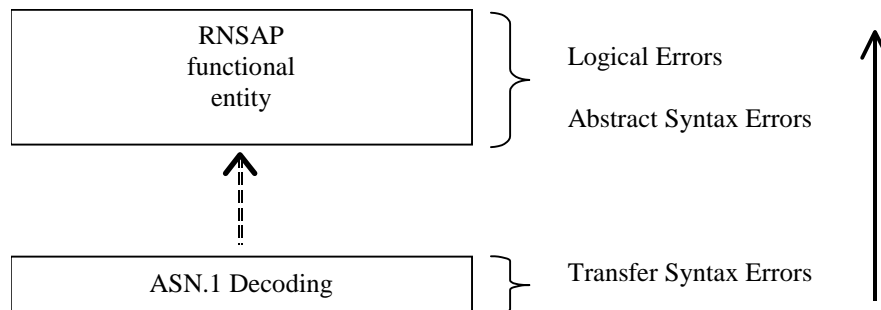 RNSAP
functional
entity
Logical Errors
Abstract Syntax Errors
ASN.1 Decoding
Transfer Syntax Errors